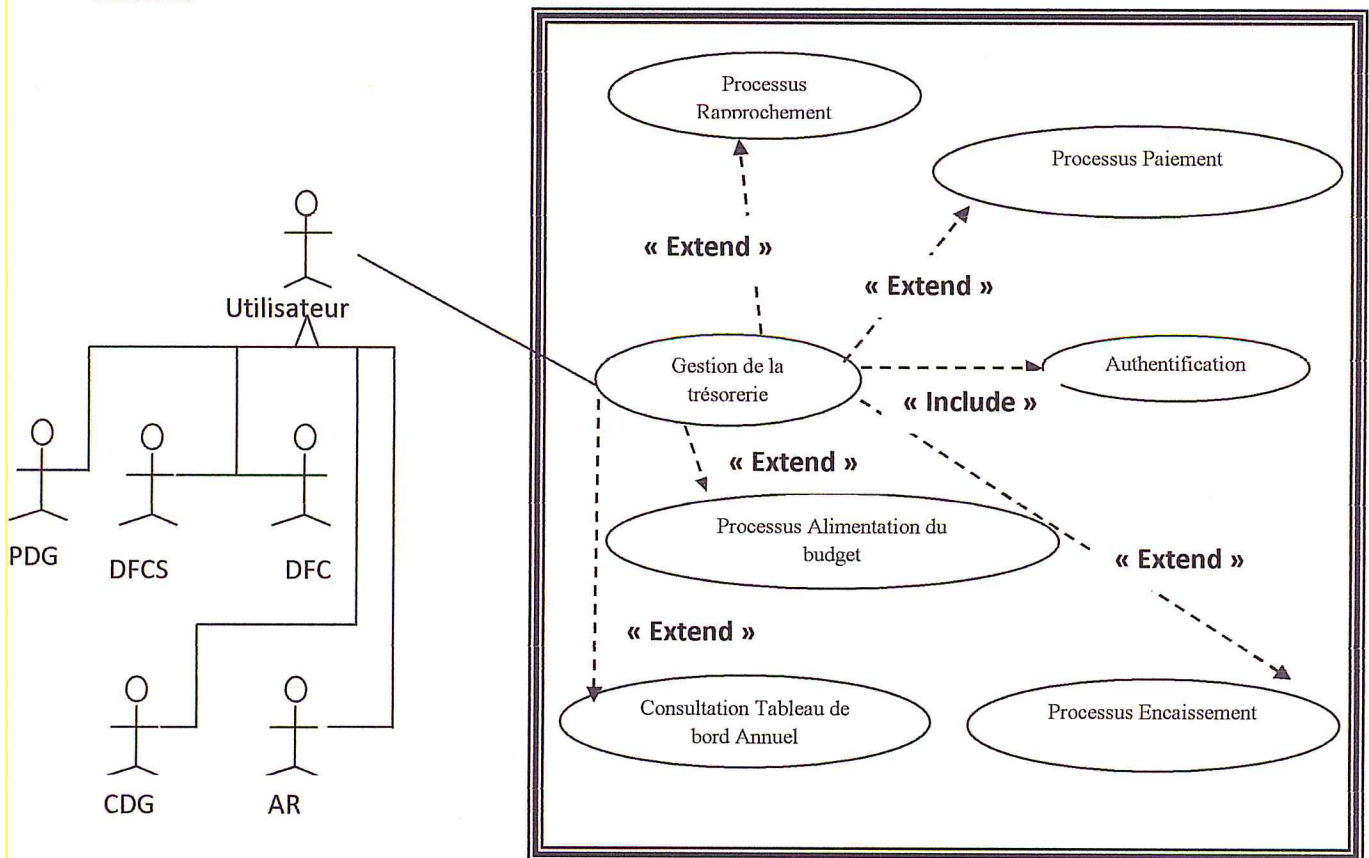 Processus
Rapprochement
Processus Paiement
« Extend »
« Extend »
Utilisateur
Gestion de la
trésorerie
Authentification
« Include »
« Extend »
Processus Alimentation du
budget
« Extend »
PDG
DFCS
DFC
« Extend »
Consultation Tableau de
bord Annuel
Processus Encaissement
CDG
AR